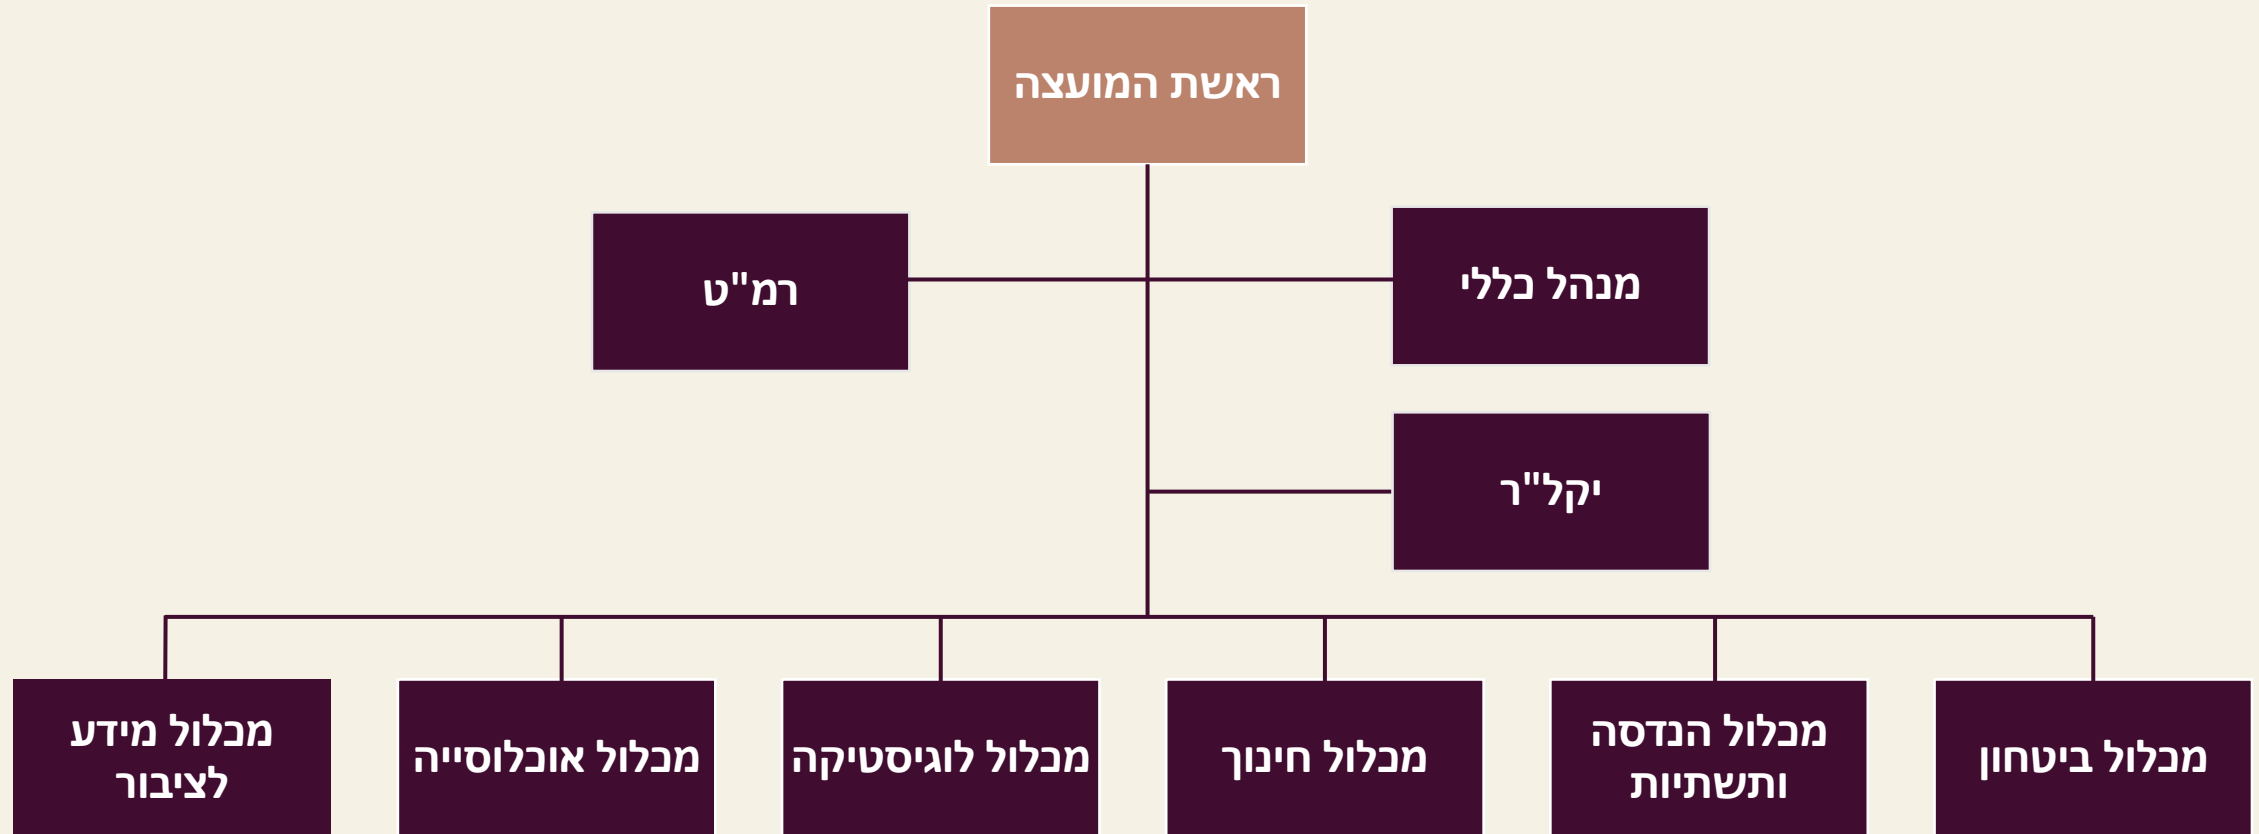 ראשת המועצה
מנהל כללי
רמ"ט
יקל"ר
מכלול ביטחון
מכלול הנדסה
ותשתיות
מכלול חינוך
מכלול לוגיסטיקה
מכלול אוכלוסייה
מכלול מידע
לציבור